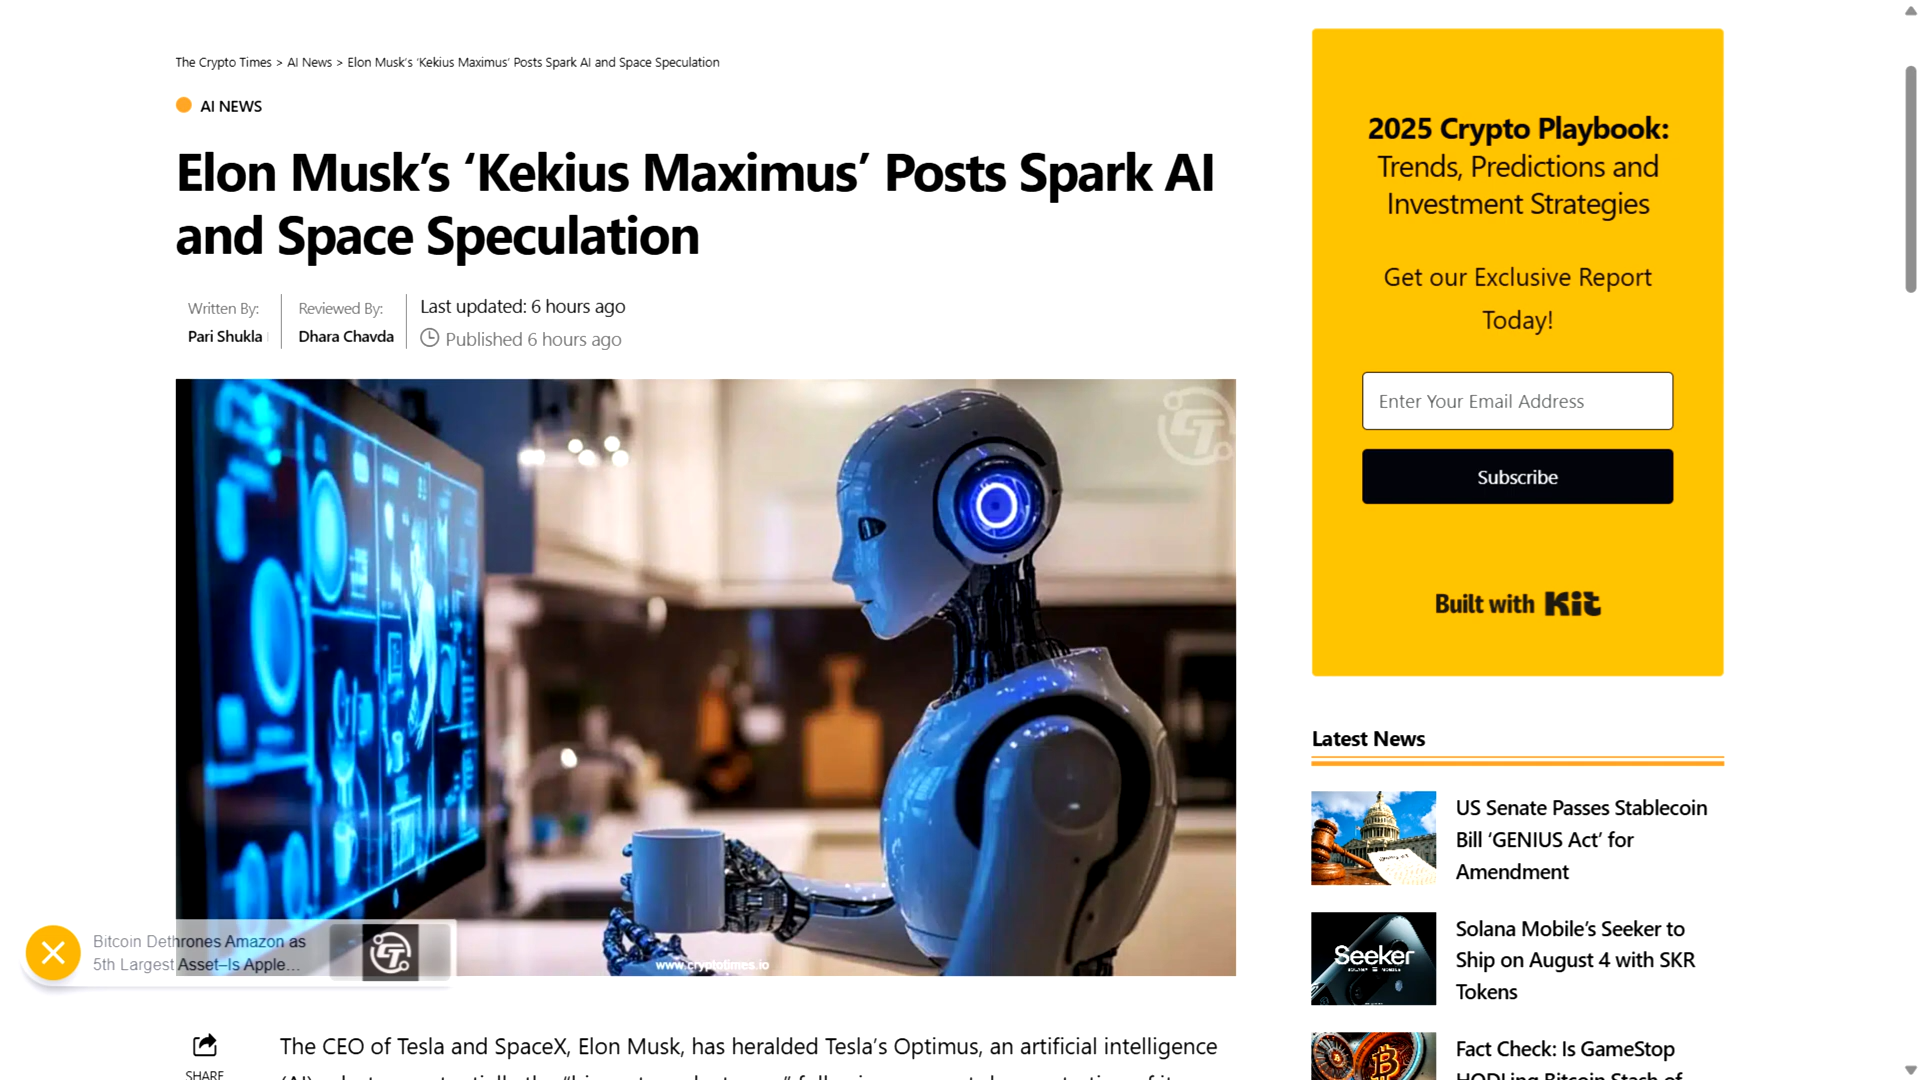 The Crypto Times > AI News > Elon Musk's 'Kekius Maximus' Posts Spark AI and Space Speculation
AI NEWS
Elon Musk’s ‘Kekius Maximus’ Posts Spark AI
and Space Speculation
Written By:
Pari Shukla
Reviewed By:
Dhara Chavda
Last updated: 6 hours ago
Published 6 hours ago
www.cryptotimes.io
Bitcoin Dethrones Amazon as
5th Largest Asset–Is Apple...
SHARE
The CEO of Tesla and SpaceX, Elon Musk, has heralded Tesla’s Optimus, an artificial intelligence
2025 Crypto Playbook:
Trends, Predictions and
Investment Strategies
Get our Exclusive Report
Today!
Enter Your Email Address
Subscribe
Built with Kit
Latest News
US Senate Passes Stablecoin
Bill ‘GENIUS Act’ for
Amendment
Seeker
Solana Mobile’s Seeker to
Ship on August 4 with SKR
Tokens
Fact Check: Is GameStop
HODLing Bitcoin Stash of